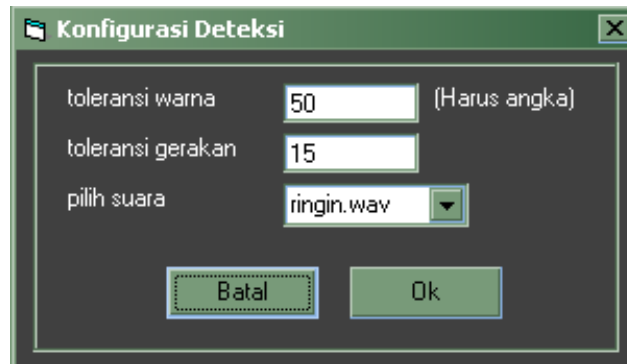 Konfigurasi Deteksi
toleransi warna 50 (Harus angka)
toleransi gerakan 15
pilih suara ringin.wav
Batal Ok